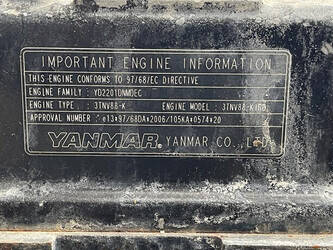 IMPORTANT ENGINE INFORMATION
THIS ENGINE CONFORMS TO 97/68/EC DIRECTIVE
ENGINE FAMILY : YD2201DNMDEC
ENGINE TYPE : 3TNV88-K ENGINE MODEL : 3TNV88-
APPROVAL NUMBER : *e13*97/68DA*2006/105KA*0574*20
YANMAR YANMAR CO., LTD.